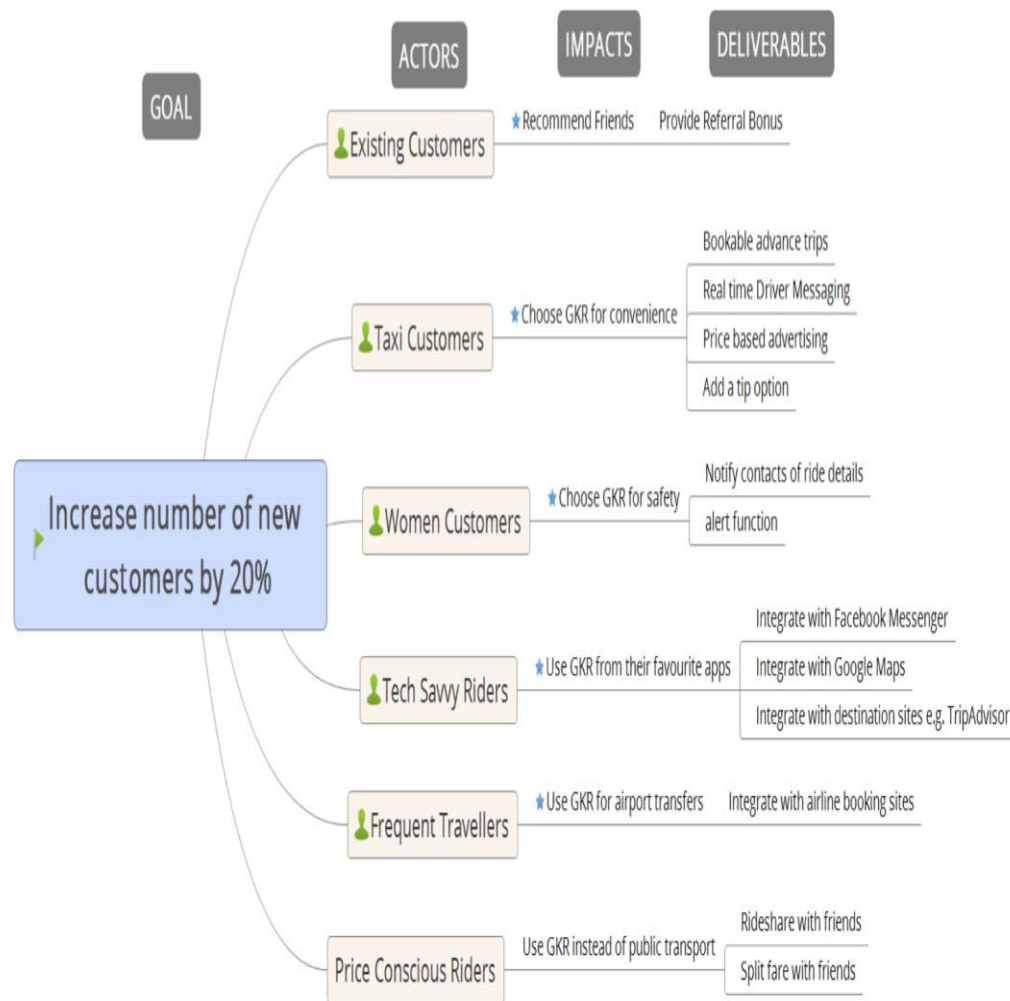 GOAL
ACTORS
IMPACTS
DELIVERABLES
Existing Customers
Recommend Friends
Provide Referral Bonus
Taxi Customers
Choose GKR for convenience
Bookable advance trips
Real time Driver Messaging
Price based advertising
Add a tip option
Increase number of new
customers by 20%
Women Customers
Choose GKR for safety
Notify contacts of ride details
alert function
Tech Savvy Riders
Use GKR from their favourite apps
Integrate with Facebook Messenger
Integrate with Google Maps
Integrate with destination sites e.g. TripAdvisor
Frequent Travellers
Use GKR for airport transfers
Integrate with airline booking sites
Price Conscious Riders
Use GKR instead of public transport
Rideshare with friends
Split fare with friends